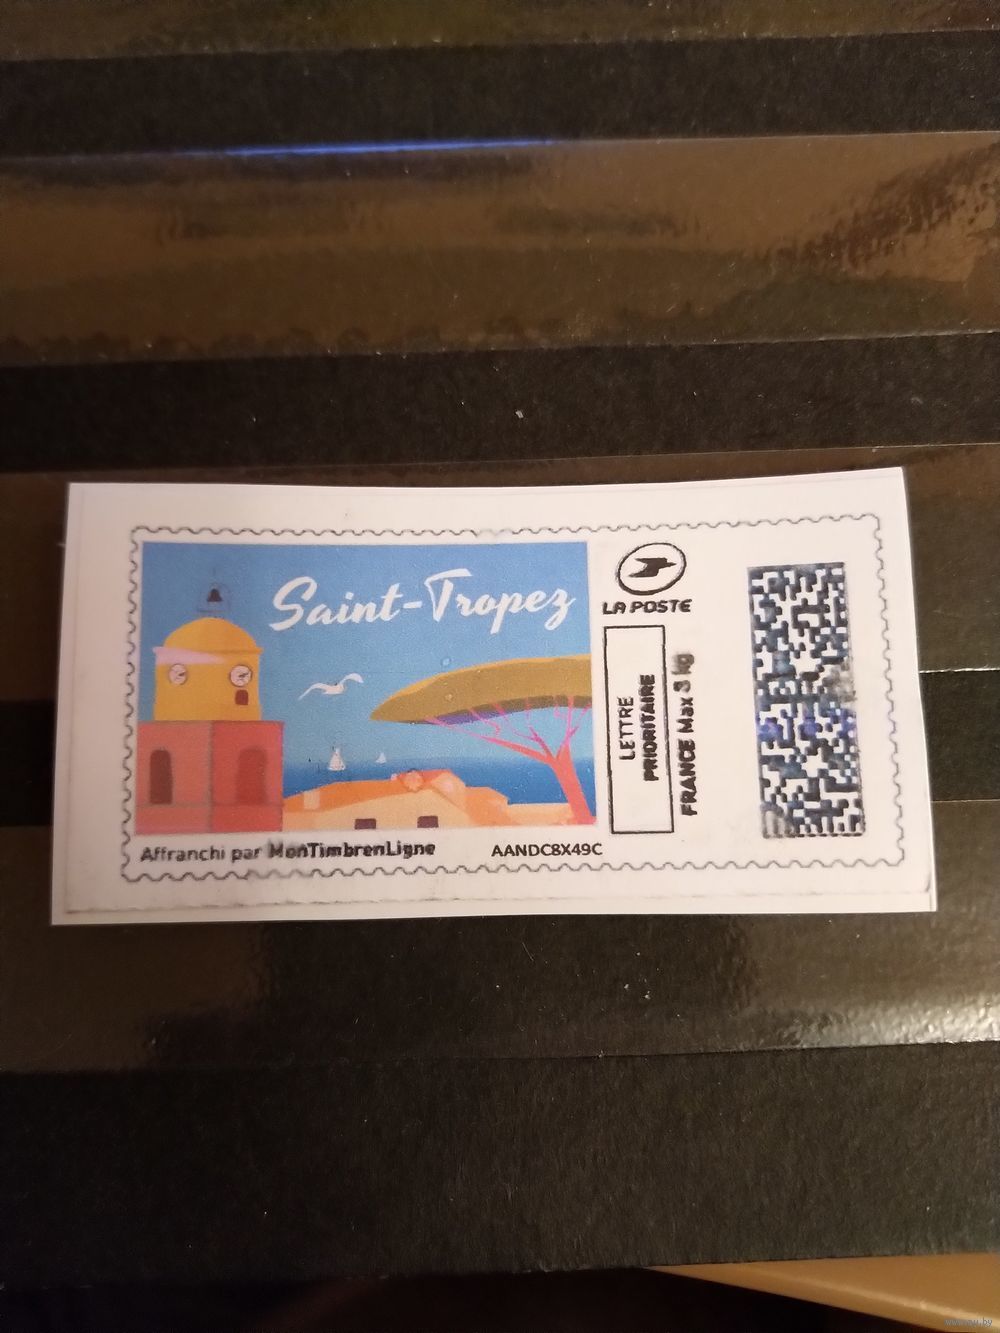 Saint-Tropez
LA POSTE
LETTRE
PRIORITAIRE
FRANCE Max 3 kg
Affranchi par MonTimbrenLigne
AANDC8X49C